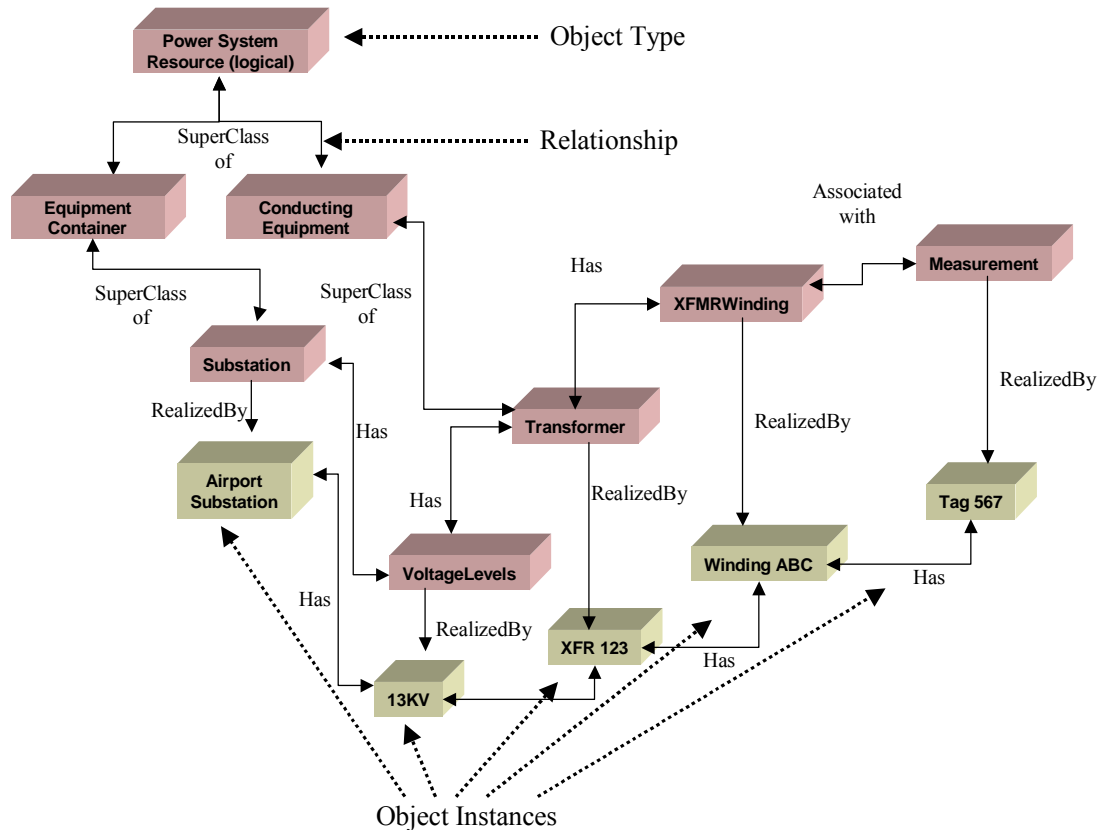 Power System
Resource (logical)
Object Type
SuperClass
of
Relationship
Equipment
Container
Conducting
Equipment
Associated
with
Has
Measurement
SuperClass
of
SuperClass
of
XFMRWinding
Substation
RealizedBy
RealizedBy
Has
Transformer
RealizedBy
Airport
Substation
Has
RealizedBy
Tag 567
VoltageLevels
Winding ABC
Has
Has
RealizedBy
XFR 123
Has
13KV
Object Instances